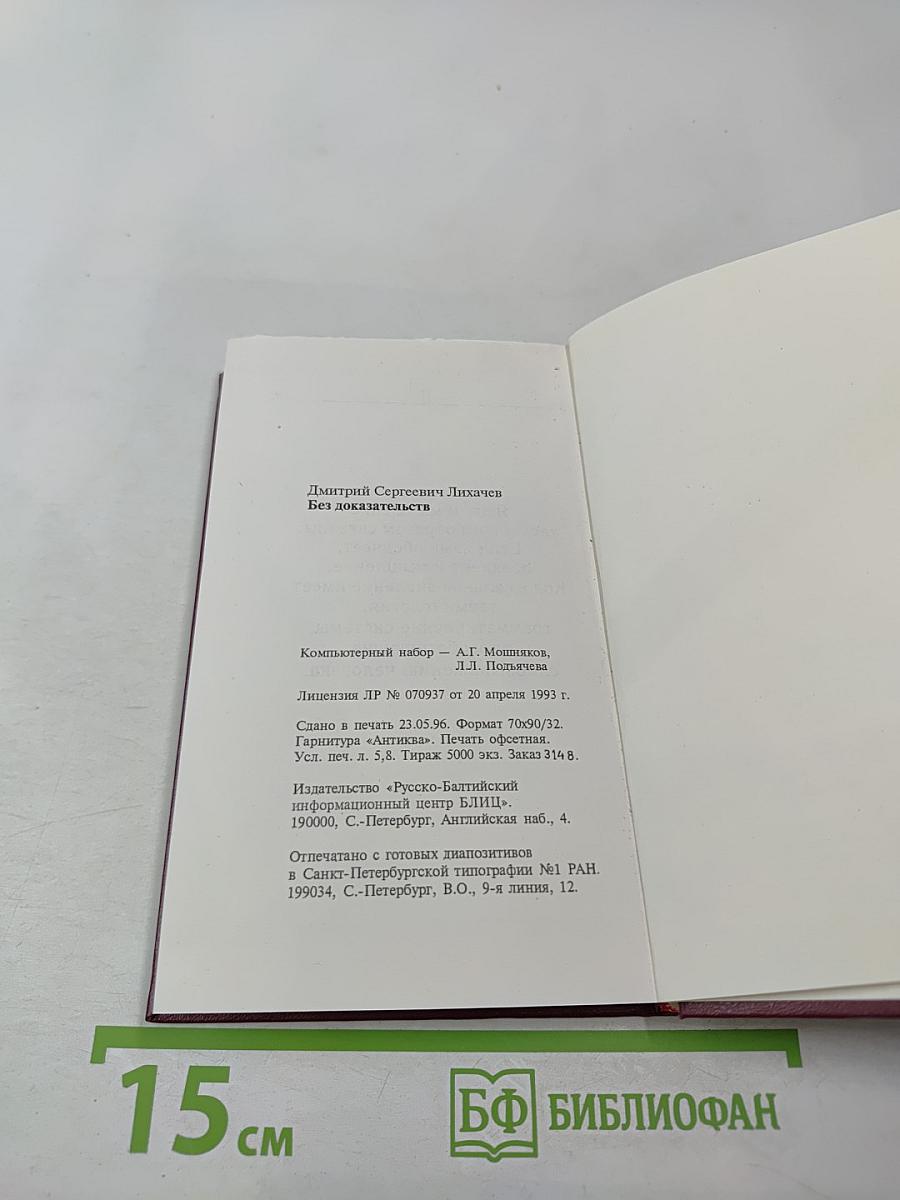 Дмитрий Сергеевич Лихачев
Без доказательств
Компьютерный набор — А.Г. Мошняков,
Л.Л. Подъячева
Лицензия ЛР № 070937 от 20 апреля 1993 г.
Сдано в печать 23.05.96. Формат 70x90/32.
Гарнитура «Антиква». Печать офсетная.
Усл. печ. л. 5,8. Тираж 5000 экз. Заказ 3148.
Издательство «Русско-Балтийский
информационный центр БЛИЦ».
190000, С.-Петербург, Английская наб., 4.
Отпечатано с готовых диапозитивов
в Санкт-Петербургской типографии №1 РАН.
199034, С.-Петербург, В.О., 9-я линия, 12.
15 см
БФ БИБЛИОФАН